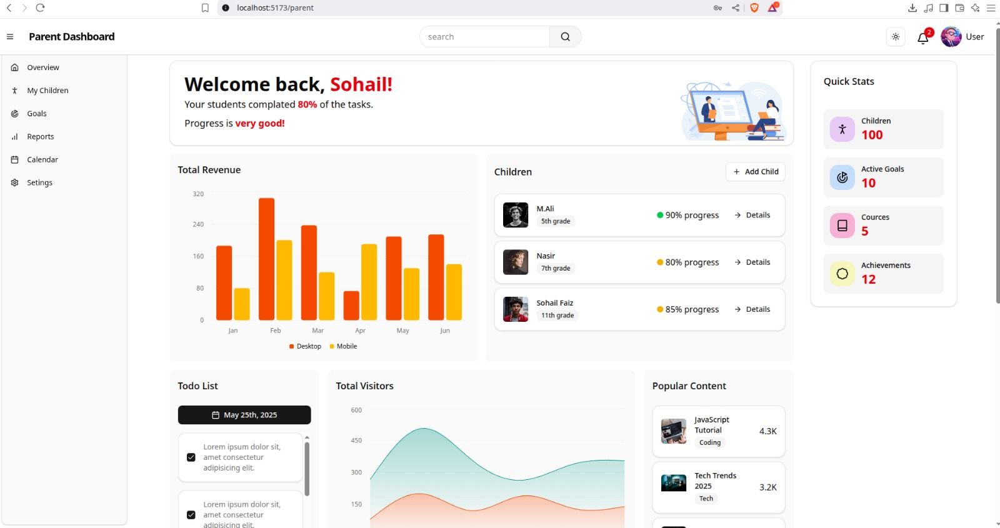 localhost:5173/parent
Parent Dashboard
search
2
User
Overview
My Children
Goals
Reports
Calendar
Setings
Welcome back, Sohail!
Your students complated 80% of the tasks.
Progress is very good!
Quick Stats
Children
100
Active Goals
10
Cources
5
Achievements
12
Total Revenue
320
240
160
80
0
Jan Feb Mar Apr May Jun
Desktop Mobile
Children
Add Child
M.Ali
5th grade
90% progress
Details
Nasir
7th grade
80% progress
Details
Sohail Faiz
11th grade
85% progress
Details
Todo List
May 25th, 2025
Lorem ipsum dolor sit,
amet consectetur
adipisicing elit.
Lorem ipsum dolor sit,
amet consectetur
adipisicing elit.
Total Visitors
600
450
300
150
Popular Content
JavaScript
Tutorial
Coding
4.3K
Tech Trends
2025
Tech
3.2K